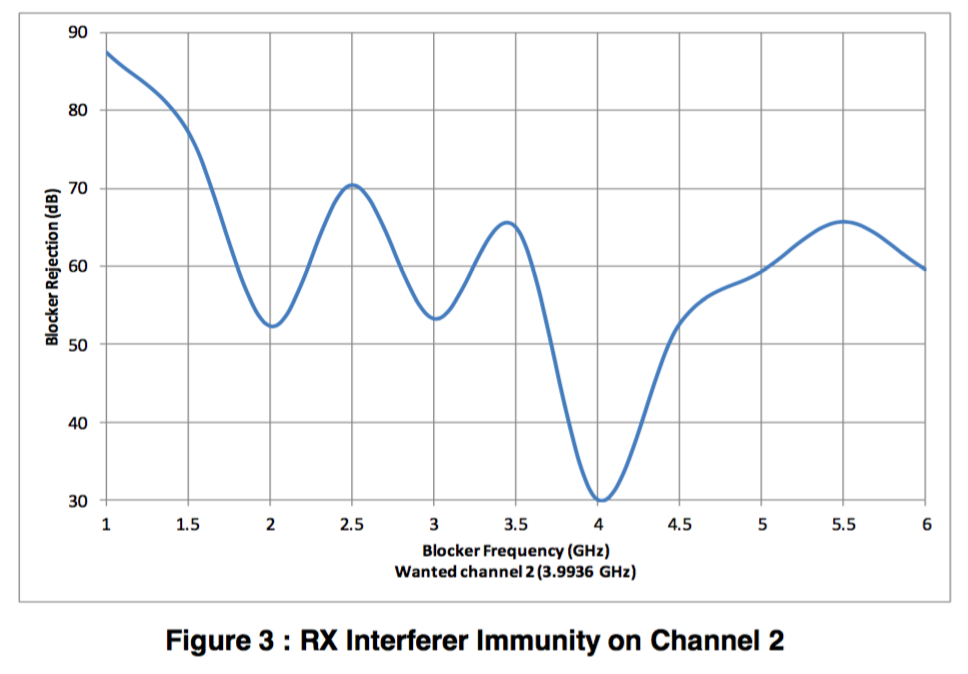 90
80
70
60
50
40
30
Blocker Rejection (dB)
1 1.5 2 2.5 3 3.5 4 4.5 5 5.5 6
Blocker Frequency (GHz)
Wanted channel 2 (3.9936 GHz)
Figure 3 : RX Interferer Immunity on Channel 2